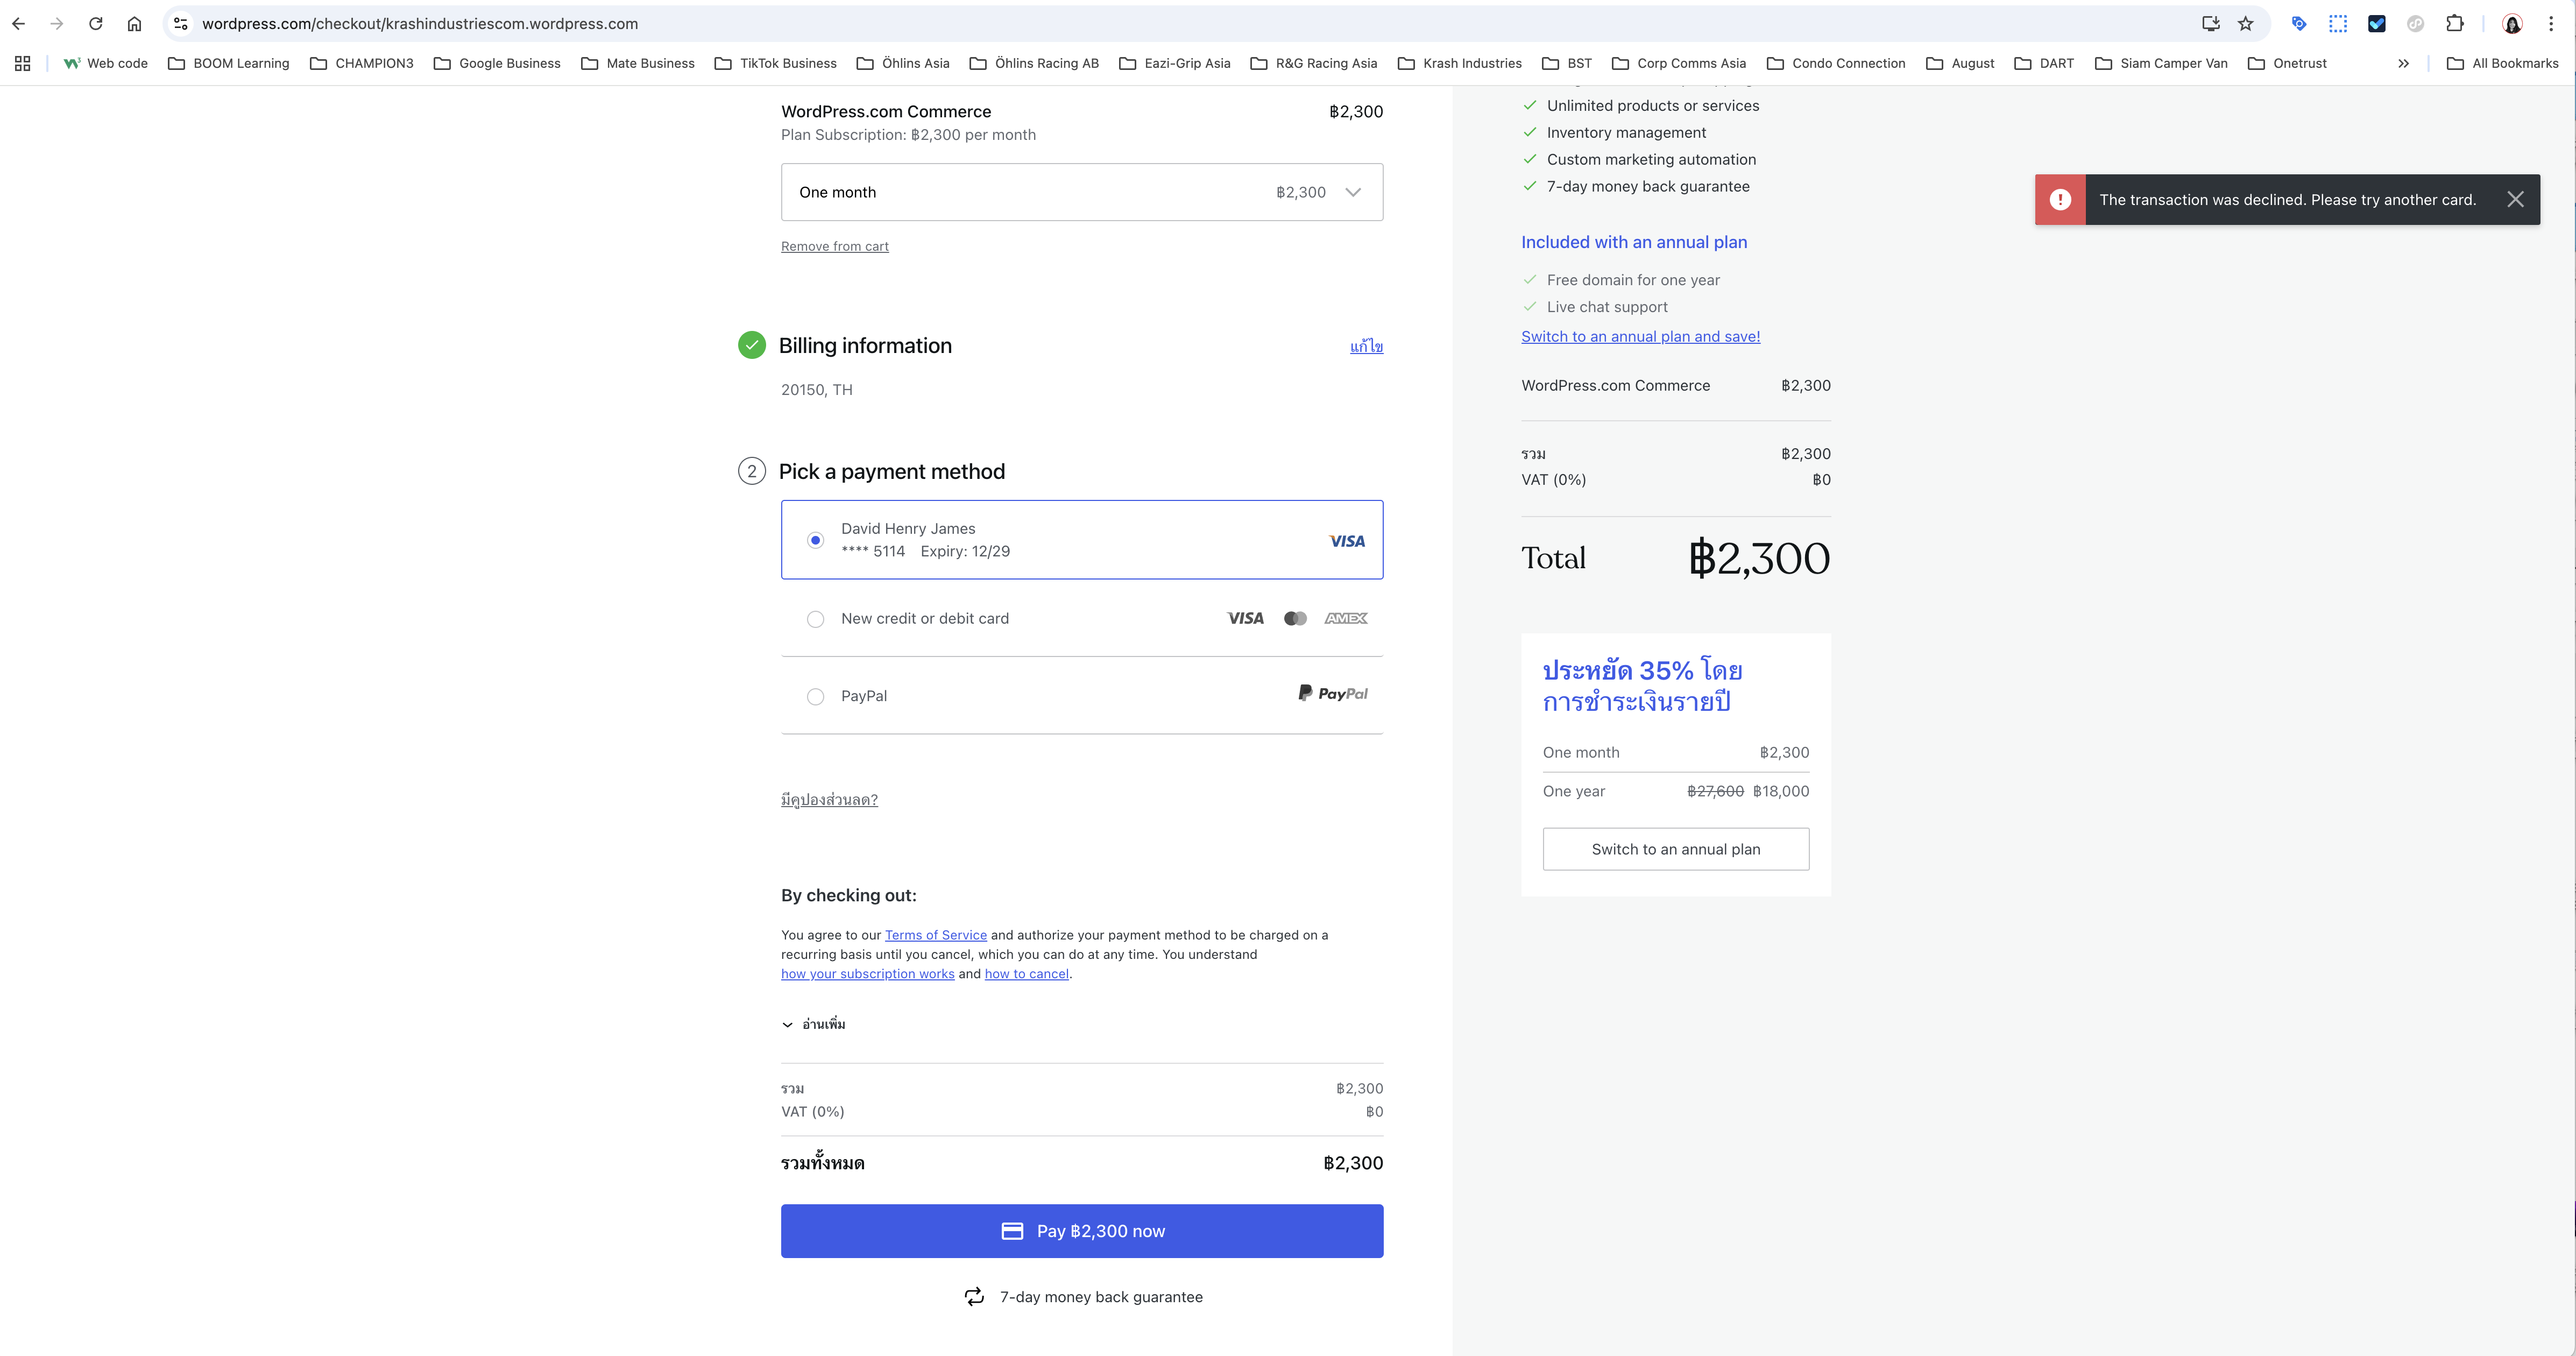 wordpress.com/checkout/krashindustriescom.wordpress.com
Web code
BOOM Learning
CHAMPION3
Google Business
Mate Business
TikTok Business
Öhlins Asia
Öhlins Racing AB
Eazi-Grip Asia
R&G Racing Asia
Krash Industries
BST
Corp Comms Asia
Condo Connection
August
DART
Siam Camper Van
Onetrust
All Bookmarks
WordPress.com Commerce ฿2,300
Plan Subscription: ฿2,300 per month
One month ฿2,300
Remove from cart
Billing information แก้ไข
20150, TH
2 Pick a payment method
David Henry James
**** 5114 Expiry: 12/29
VISA
New credit or debit card VISA AMEX
PayPal PayPal
มีคูปองส่วนลด?
By checking out:
You agree to our Terms of Service and authorize your payment method to be charged on a
recurring basis until you cancel, which you can do at any time. You understand
how your subscription works and how to cancel.
อ่านเพิ่ม
รวม ฿2,300
VAT (0%) ฿0
รวมทั้งหมด ฿2,300
Pay ฿2,300 now
7-day money back guarantee
Unlimited products or services
Inventory management
Custom marketing automation
7-day money back guarantee
Included with an annual plan
Free domain for one year
Live chat support
Switch to an annual plan and save!
WordPress.com Commerce ฿2,300
รวม ฿2,300
VAT (0%) ฿0
Total ฿2,300
ประหยัด 35% โดย
การชำระเงินรายปี
One month ฿2,300
One year ฿27,600 ฿18,000
Switch to an annual plan
The transaction was declined. Please try another card.